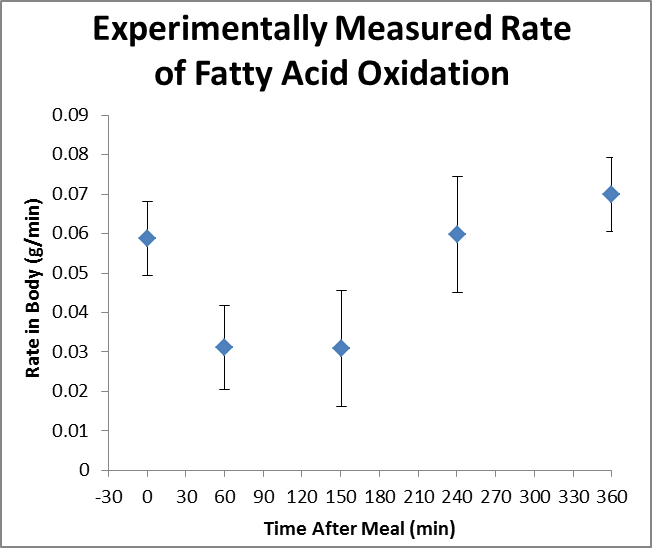 Experimentally Measured Rate
of Fatty Acid Oxidation
0.09
0.08
0.07
0.06
0.05
0.04
0.03
0.02
0.01
0
Rate in Body (g/min)
-30 0 30 60 90 120 150 180 210 240 270 300 330 360
Time After Meal (min)